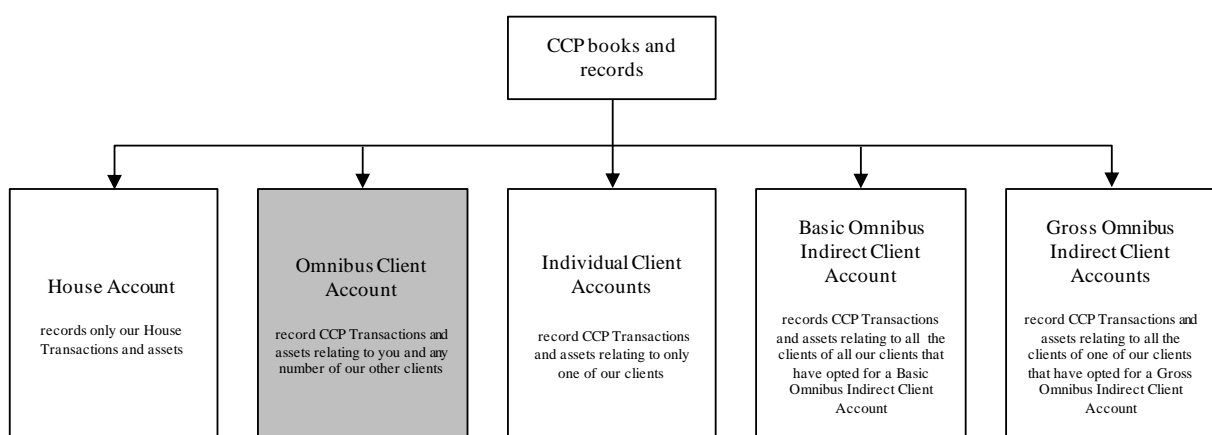 CCP books and
records
House Account
records only our House
Transactions and assets
Omnibus Client
Account
record CCP Transactions and
assets relating to you and any
number of our other clients
Individual Client
Accounts
record CCP Transactions
and assets relating to only
one of our clients
Basic Omnibus
Indirect Client
Account
records CCP Transactions
and assets relating to all the
clients of all our clients that
have opted for a Basic
Omnibus Indirect Client
Account
Gross Omnibus
Indirect Client
Accounts
record CCP Transactions and
assets relating to all the
clients of one of our clients
that have opted for a Gross
Omnibus Indirect Client
Account